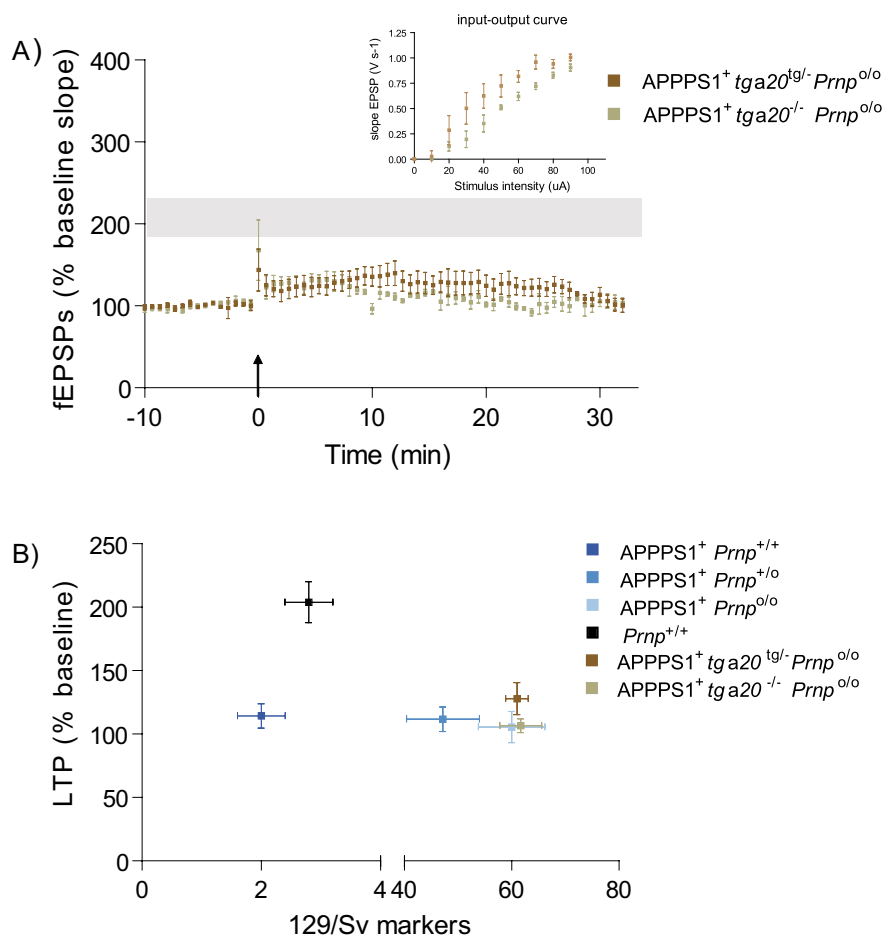 A)
input-output curve
slope EPSP (V s-1)
1.25
1.00
0.75
0.50
0.25
0.00
0 20 40 60 80 100
Stimulus intensity (uA)
APPPS1+ tga20tg/- Prnpo/o
APPPS1+ tga20-/- Prnpo/o
fEPSPs (% baseline slope)
400
300
200
100
0
-10 0 10 20 30
Time (min)
B)
LTP (% baseline)
250
200
150
100
50
0
0 2 4 40 60 80
129/Sv markers
APPPS1+ Prnp+/+
APPPS1+ Prnp+/o
APPPS1+ Prnpo/o
Prnp+/+
APPPS1+ tga20 tg/- Prnp o/o
APPPS1+ tga20 -/- Prnp o/o